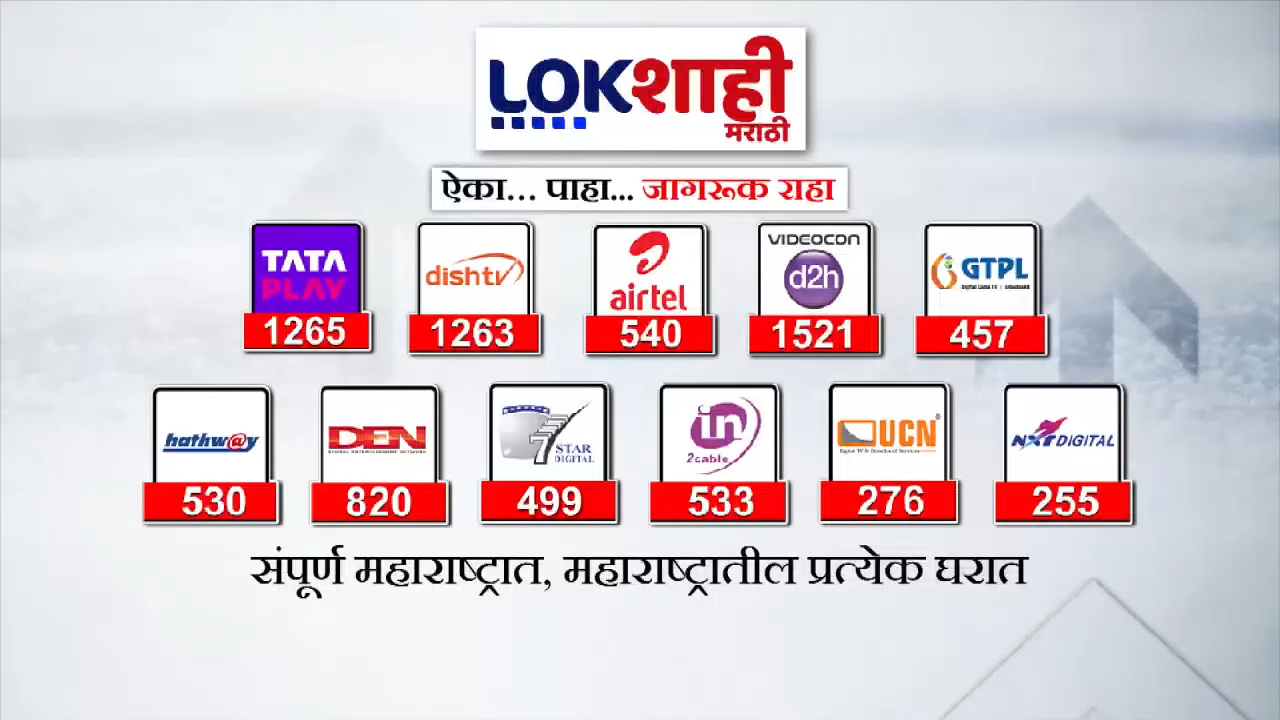 LOKशाही
मराठी
ऐका... पाहा... जागरूक राहा
TATA PLAY
dishtv
airtel
VIDEOCON d2h
GTPL
1265
1263
540
1521
457
hathw@y
DEN
7 STAR DIGITAL
in 2cable
UCN
NXT DIGITAL
530
820
499
533
276
255
संपूर्ण महाराष्ट्रात, महाराष्ट्रातील प्रत्येक घरात